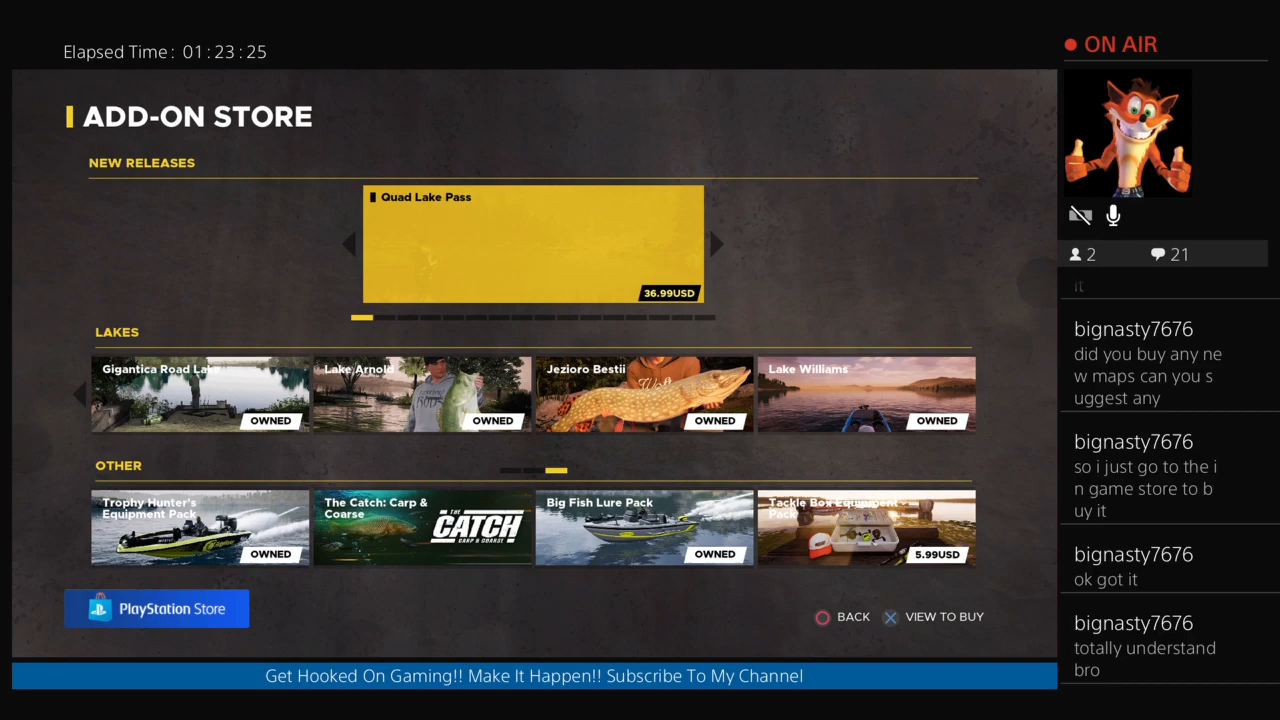 Elapsed Time: 01:23:25
ON AIR
ADD-ON STORE
NEW RELEASES
Quad Lake Pass
36.99USD
LAKES
Gigantica Road Lake
OWNED
Lake Arnold
OWNED
Jezioro Bestii
OWNED
Lake Williams
OWNED
OTHER
Trophy Hunter's
Equipment Pack
OWNED
The Catch: Carp &
Coarse
THE
CATCH
CARP & COARSE
Big Fish Lure Pack
OWNED
Tackle Box Equipment
Pack
5.99USD
PlayStation Store
BACK
VIEW TO BUY
Get Hooked On Gaming!! Make It Happen!! Subscribe To My Channel
2
21
it
bignasty7676
did you buy any ne
w maps can you s
uggest any
bignasty7676
so i just go to the i
n game store to b
uy it
bignasty7676
ok got it
bignasty7676
totally understand
bro